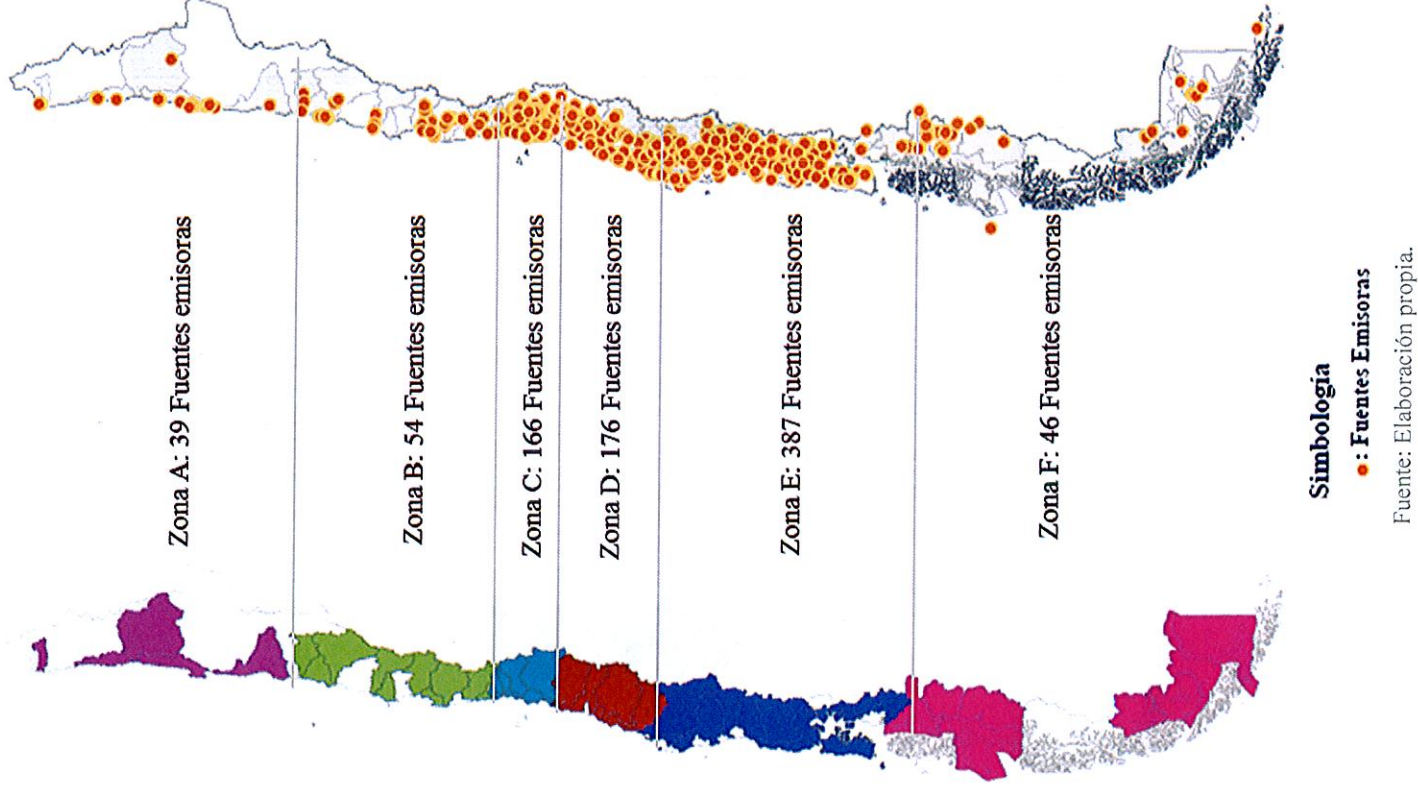 Zona A: 39 Fuentes emisoras
Zona B: 54 Fuentes emisoras
Zona C: 166 Fuentes emisoras
Zona D: 176 Fuentes emisoras
Zona E: 387 Fuentes emisoras
Zona F: 46 Fuentes emisoras
Simbología
: Fuentes Emisoras
Fuente: Elaboración propia.